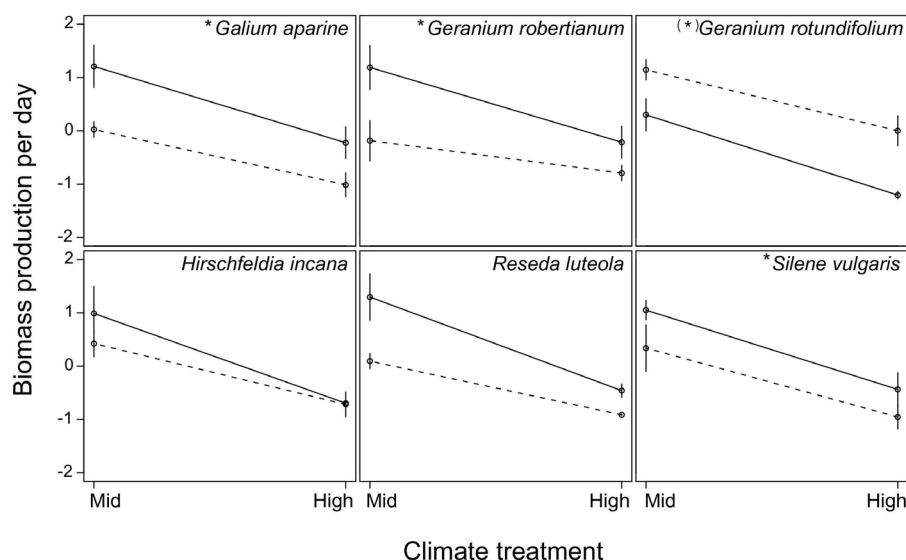 Biomass production per day
2
1
0
-1
-2
* Galium aparine
* Geranium robertianum
(*) Geranium rotundifolium
2
1
0
-1
-2
Hirschfeldia incana
Reseda luteola
* Silene vulgaris
Mid High Mid High Mid High
Climate treatment